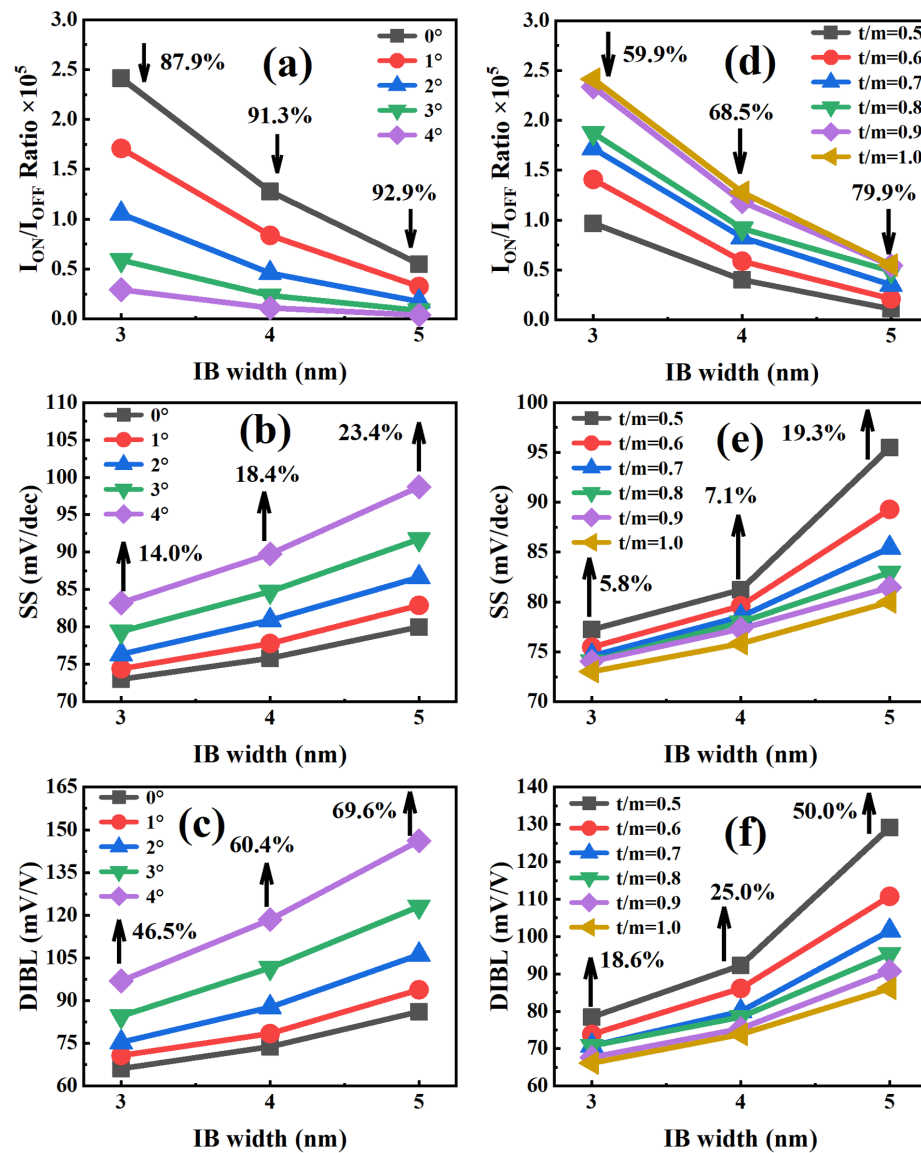 3.0
2.5
2.0
1.5
1.0
0.5
0.0
I_ON/I_OFF Ratio ×10^5
87.9%
(a)
91.3%
92.9%
0°
1°
2°
3°
4°
3 4 5
IB width (nm)
3.0
2.5
2.0
1.5
1.0
0.5
0.0
I_ON/I_OFF Ratio ×10^5
59.9%
(d)
68.5%
79.9%
t/m=0.5
t/m=0.6
t/m=0.7
t/m=0.8
t/m=0.9
t/m=1.0
3 4 5
IB width (nm)
110
105
100
95
90
85
80
75
70
SS (mV/dec)
0°
1°
2°
3°
4°
(b)
14.0%
18.4%
23.4%
3 4 5
IB width (nm)
100
95
90
85
80
75
70
SS (mV/dec)
t/m=0.5
t/m=0.6
t/m=0.7
t/m=0.8
t/m=0.9
t/m=1.0
(e)
5.8%
7.1%
19.3%
3 4 5
IB width (nm)
165
150
135
120
105
90
75
60
DIBL (mV/V)
0°
1°
2°
3°
4°
(c)
46.5%
60.4%
69.6%
3 4 5
IB width (nm)
140
130
120
110
100
90
80
70
60
DIBL (mV/V)
t/m=0.5
t/m=0.6
t/m=0.7
t/m=0.8
t/m=0.9
t/m=1.0
(f)
18.6%
25.0%
50.0%
3 4 5
IB width (nm)